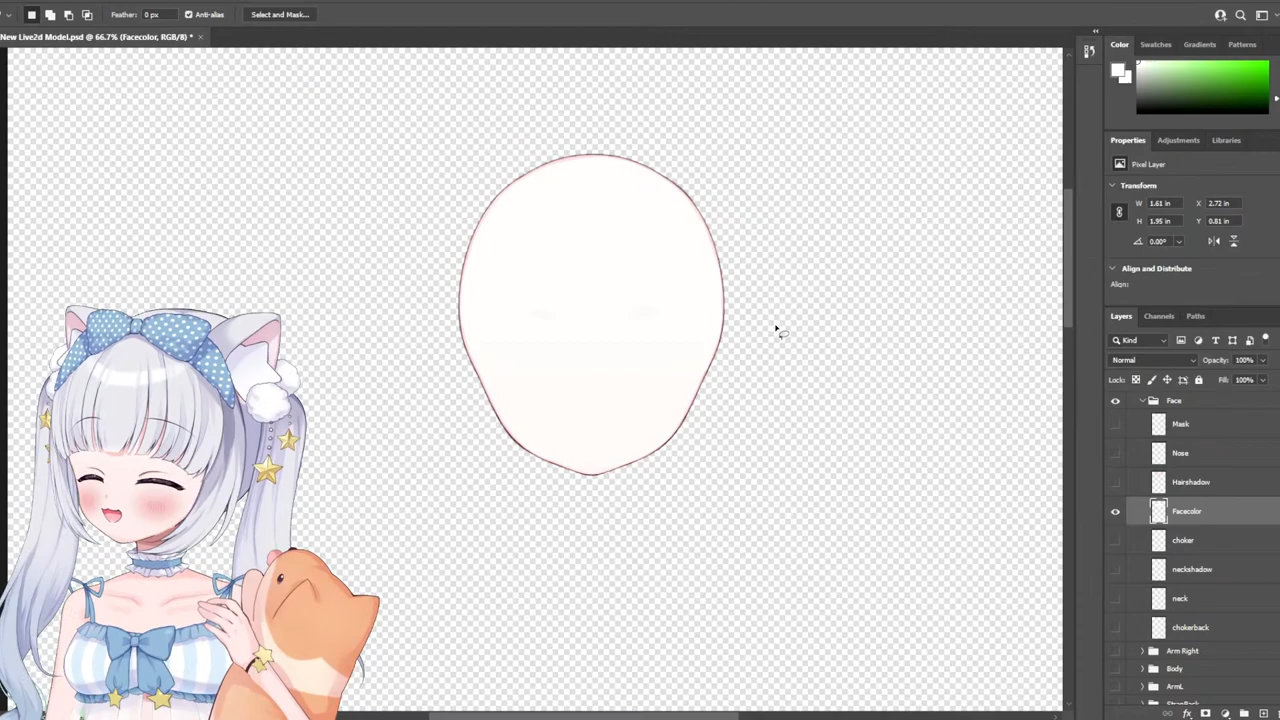 Feather: 0 px Anti-alias Select and Mask...
New Live2d Model.psd @ 66.7% (Facecolor, RGB/8) * ×
Color Swatches Gradients Patterns
Properties Adjustments Libraries
Pixel Layer
Transform
W 1.61 in X 2.72 in
H 1.95 in Y 0.81 in
0.00°
Align and Distribute
Align:
Layers Channels Paths
Kind
Normal Opacity: 100%
Lock: Fill: 100%
Face
Mask
Nose
Hairshadow
Facecolor
choker
neckshadow
neck
chokerback
Arm Right
Body
ArmL
StrapBack
fx